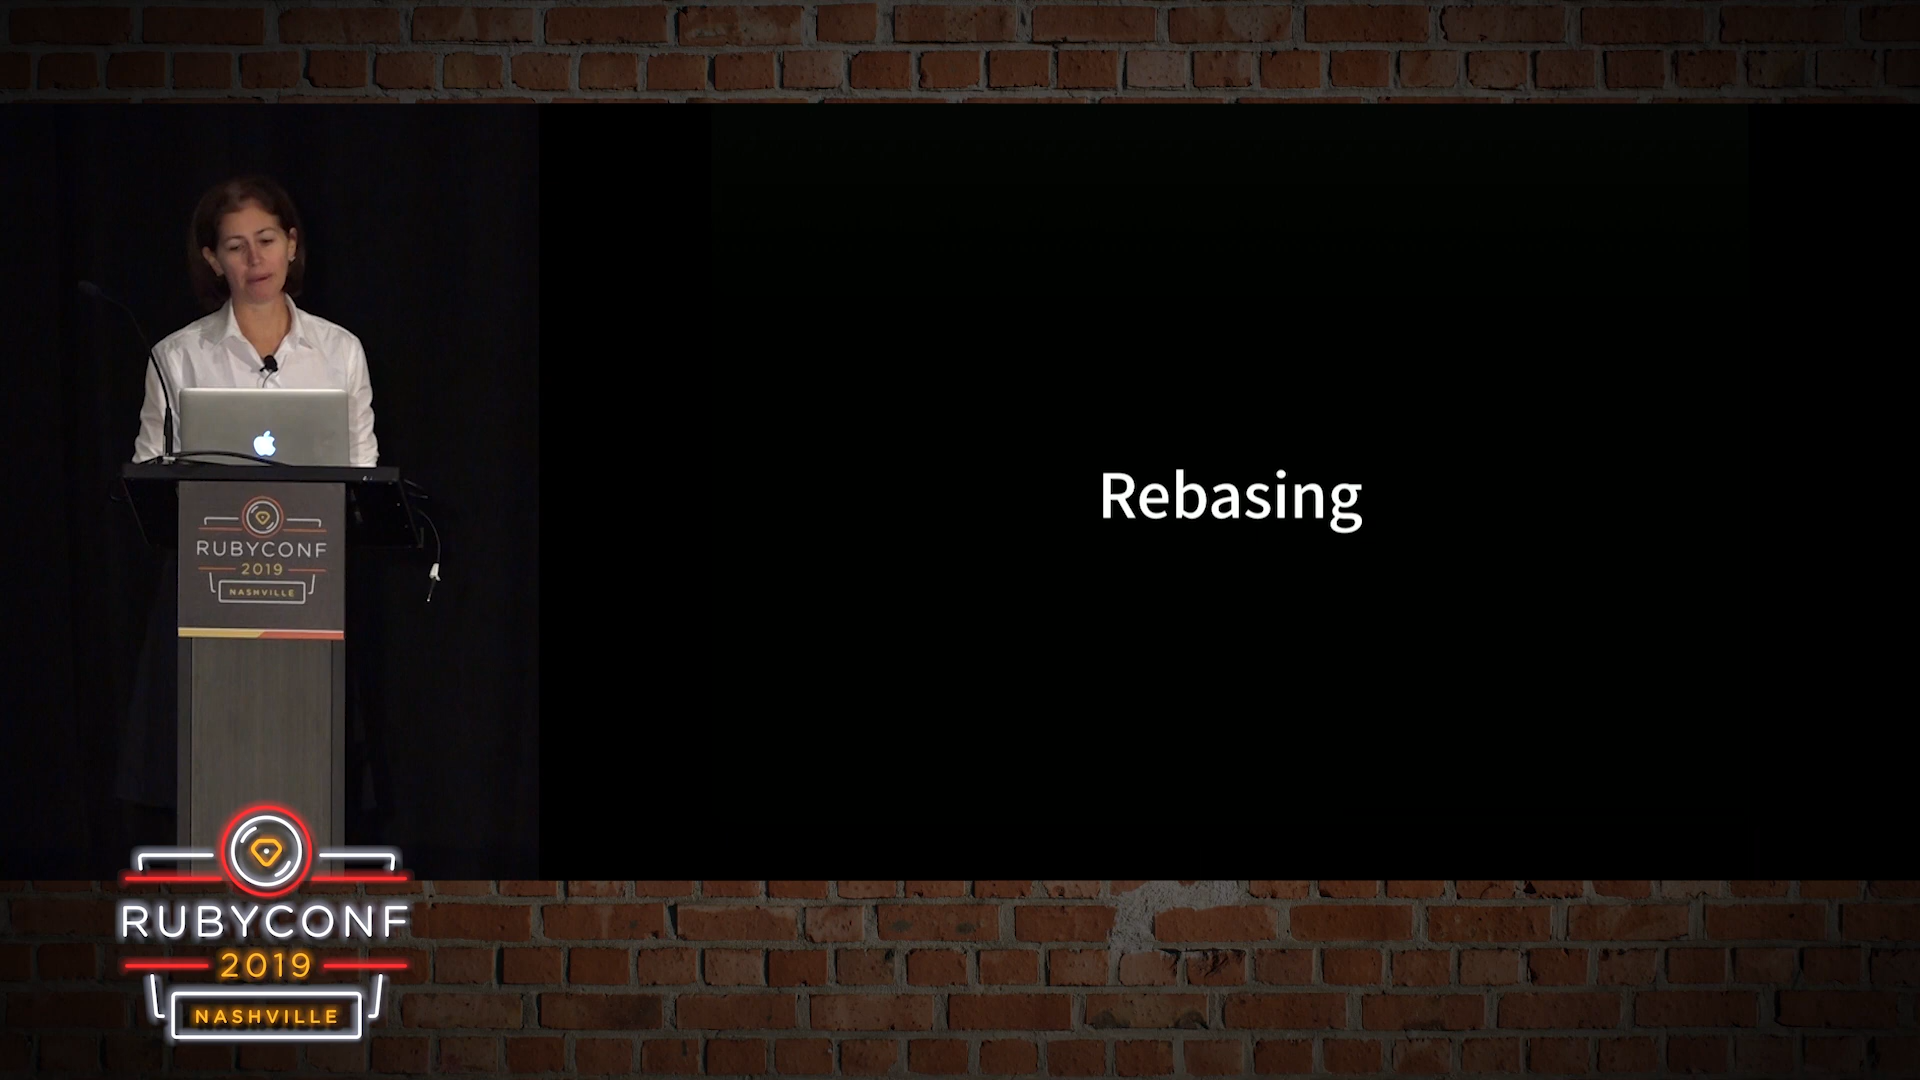 Rebasing
RUBYCONF
2019
NASHVILLE
RUBYCONF
2019
NASHVILLE